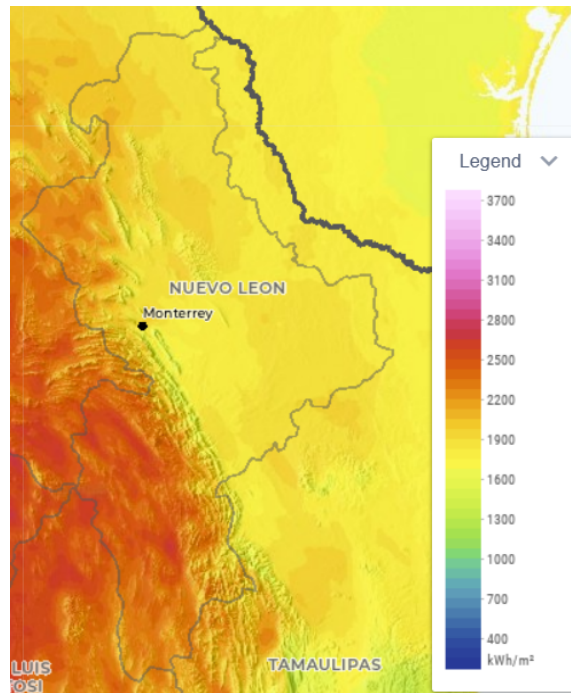 Legend
3700
3400
3100
2800
2500
2200
1900
1600
1300
1000
700
400
kWh/m²
NUEVO LEON
Monterrey
LUIS
TOSI
TAMAULIPAS